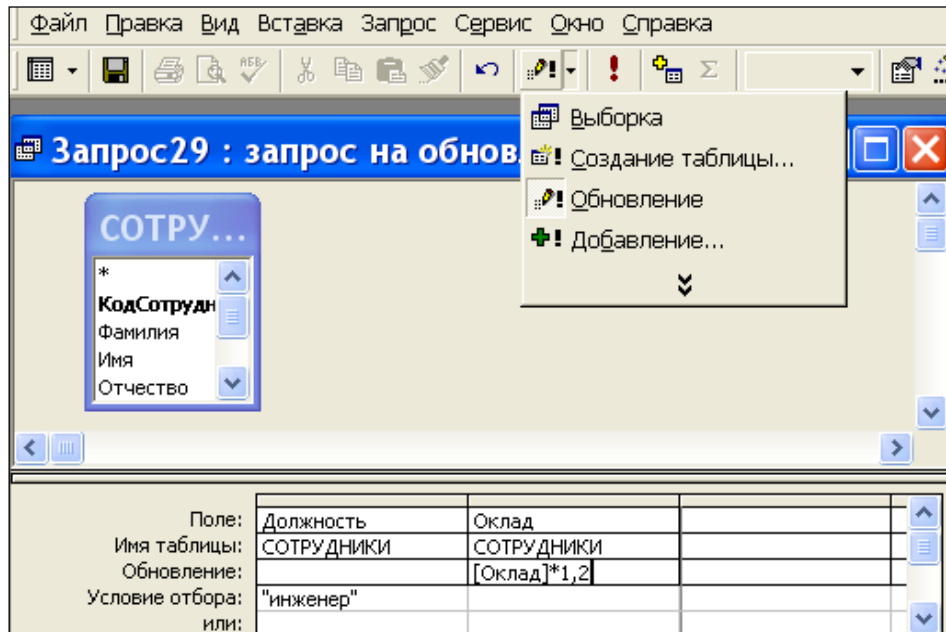 Файл Правка Вид Вставка Запрос Сервис Окно Справка
Выборка
Запрос29 : запрос на обнов
Создание таблицы...
Обновление
Добавление...
СОТРУ...
*
КодСотрудн
Фамилия
Имя
Отчество
Поле: Должность Оклад
Имя таблицы: СОТРУДНИКИ СОТРУДНИКИ
Обновление: [Оклад]*1,2
Условие отбора: "инженер"
или: